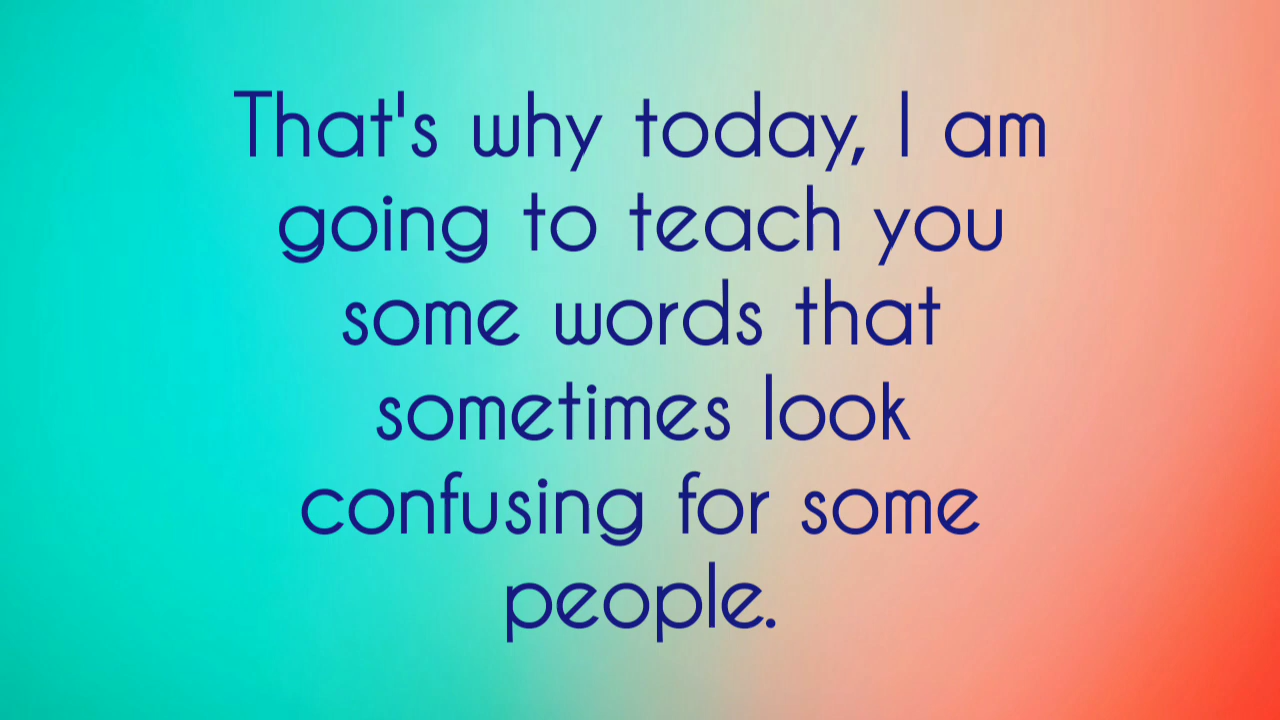 That's why today, I am
going to teach you
some words that
sometimes look
confusing for some
people.